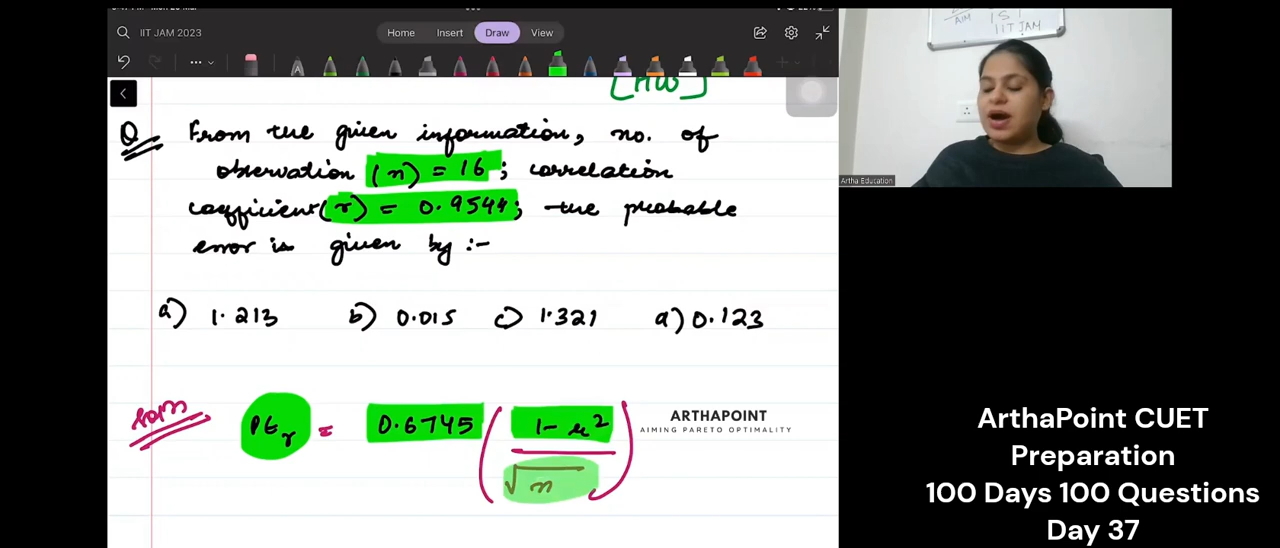 IIT JAM 2023
Home Insert Draw View
[HW]
Q From the given information, no. of
observation (n) = 16; correlation
coefficient (r) = 0.9544; the probable
error is given by :-
a) 1.213 b) 0.015 c) 1.321 a) 0.123
Soln PEr = 0.6745 ( 1- r² / √n )
ARTHAPOINT
AIMING PARETO OPTIMALITY
AIM IST
IIT JAM
Artha Education
ArthaPoint CUET
Preparation
100 Days 100 Questions
Day 37